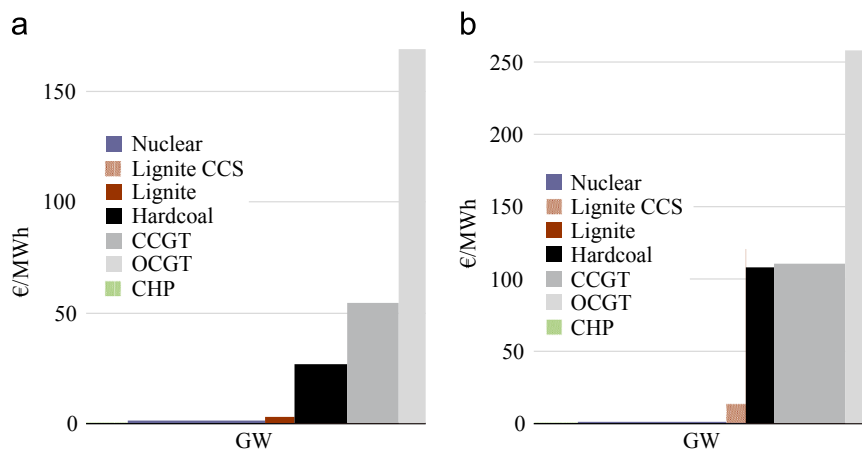 a
€/MWh
150
100
50
0
Nuclear
Lignite CCS
Lignite
Hardcoal
CCGT
OCGT
CHP
GW
b
€/MWh
250
200
150
100
50
0
Nuclear
Lignite CCS
Lignite
Hardcoal
CCGT
OCGT
CHP
GW